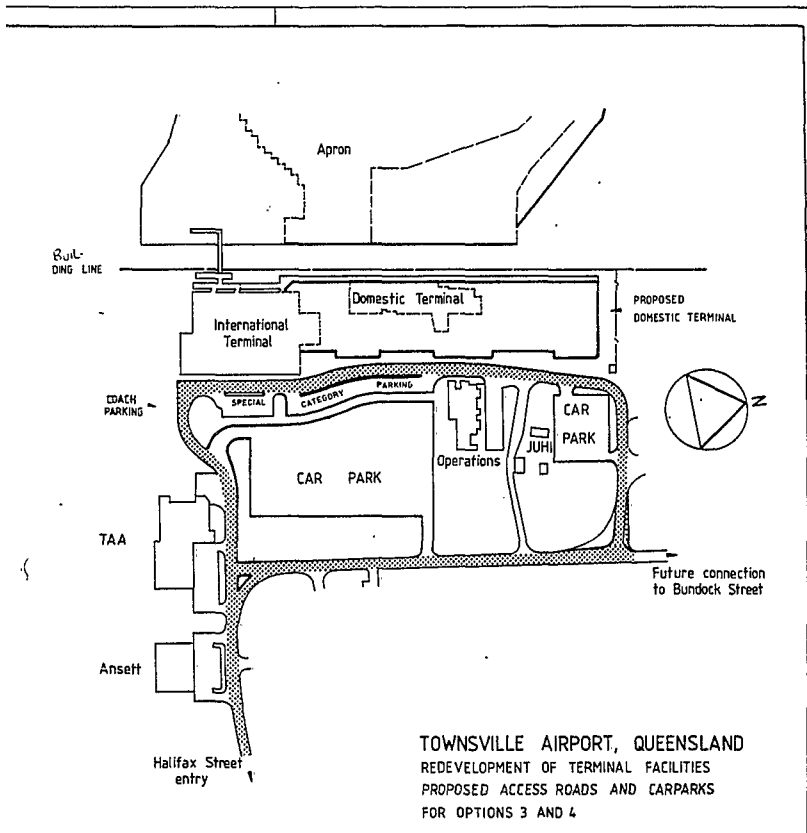 Apron
BUIL-
DING LINE
Domestic Terminal
International
Terminal
PROPOSED
DOMESTIC TERMINAL
COACH
PARKING
SPECIAL CATEGORY PARKING
N
CAR
PARK
JUHI
Operations
CAR PARK
TAA
Future connection
to Bundock Street
Ansett
Halifax Street
entry
TOWNSVILLE AIRPORT, QUEENSLAND
REDEVELOPMENT OF TERMINAL FACILITIES
PROPOSED ACCESS ROADS AND CARPARKS
FOR OPTIONS 3 AND 4